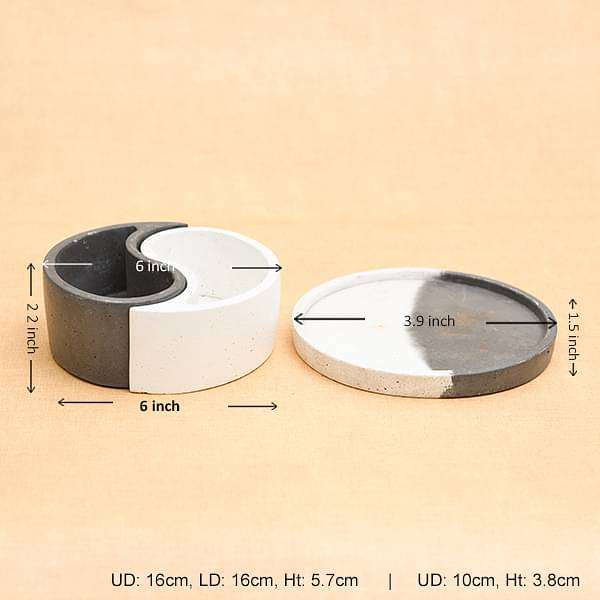 6 inch
2.2 inch
3.9 inch
1.5 inch
6 inch
UD: 16cm, LD: 16cm, Ht: 5.7cm | UD: 10cm, Ht: 3.8cm